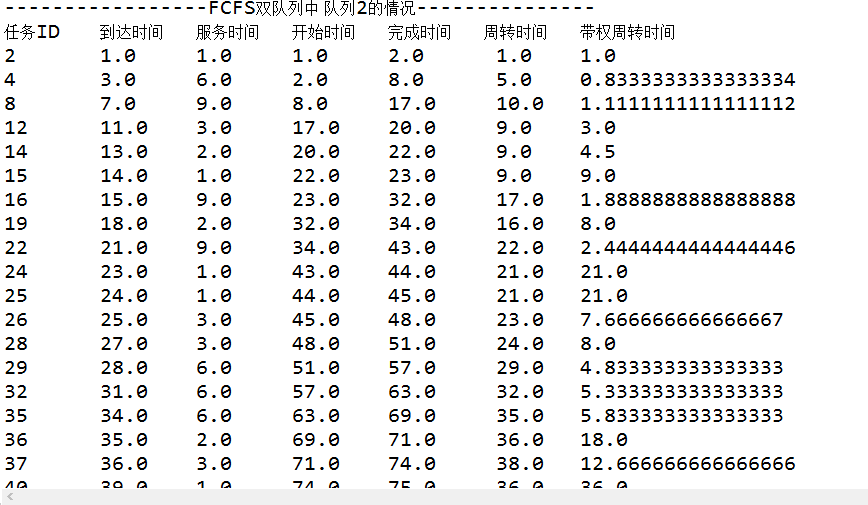 -----------------FCFS双队列中 队列2的情况---------------
任务ID 到达时间 服务时间 开始时间 完成时间 周转时间 带权周转时间
2 1.0 1.0 1.0 2.0 1.0 1.0
4 3.0 6.0 2.0 8.0 5.0 0.8333333333333334
8 7.0 9.0 8.0 17.0 10.0 1.1111111111111112
12 11.0 3.0 17.0 20.0 9.0 3.0
14 13.0 2.0 20.0 22.0 9.0 4.5
15 14.0 1.0 22.0 23.0 9.0 9.0
16 15.0 9.0 23.0 32.0 17.0 1.8888888888888888
19 18.0 2.0 32.0 34.0 16.0 8.0
22 21.0 9.0 34.0 43.0 22.0 2.4444444444444446
24 23.0 1.0 43.0 44.0 21.0 21.0
25 24.0 1.0 44.0 45.0 21.0 21.0
26 25.0 3.0 45.0 48.0 23.0 7.666666666666667
28 27.0 3.0 48.0 51.0 24.0 8.0
29 28.0 6.0 51.0 57.0 29.0 4.833333333333333
32 31.0 6.0 57.0 63.0 32.0 5.333333333333333
35 34.0 6.0 63.0 69.0 35.0 5.833333333333333
36 35.0 2.0 69.0 71.0 36.0 18.0
37 36.0 3.0 71.0 74.0 38.0 12.666666666666666
40 39.0 1.0 74.0 75.0 36.0 36.0